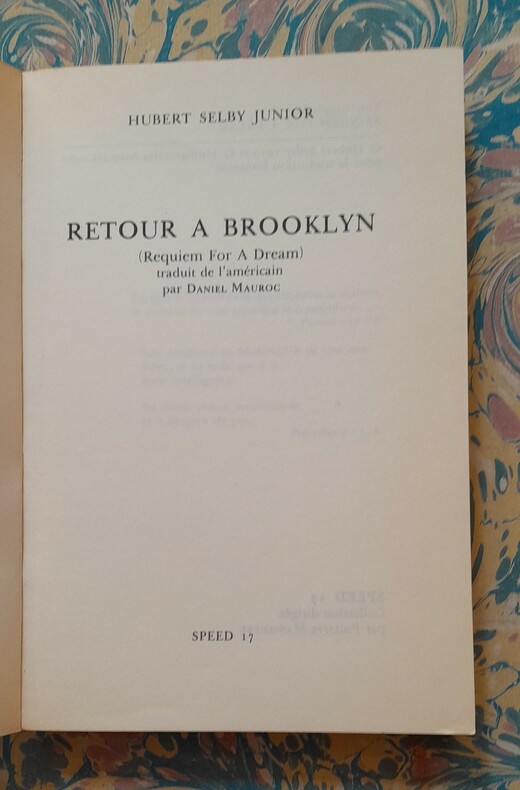 HUBERT SELBY JUNIOR
RETOUR A BROOKLYN
(Requiem For A Dream)
traduit de l'américain
par DANIEL MAUROC
SPEED 17